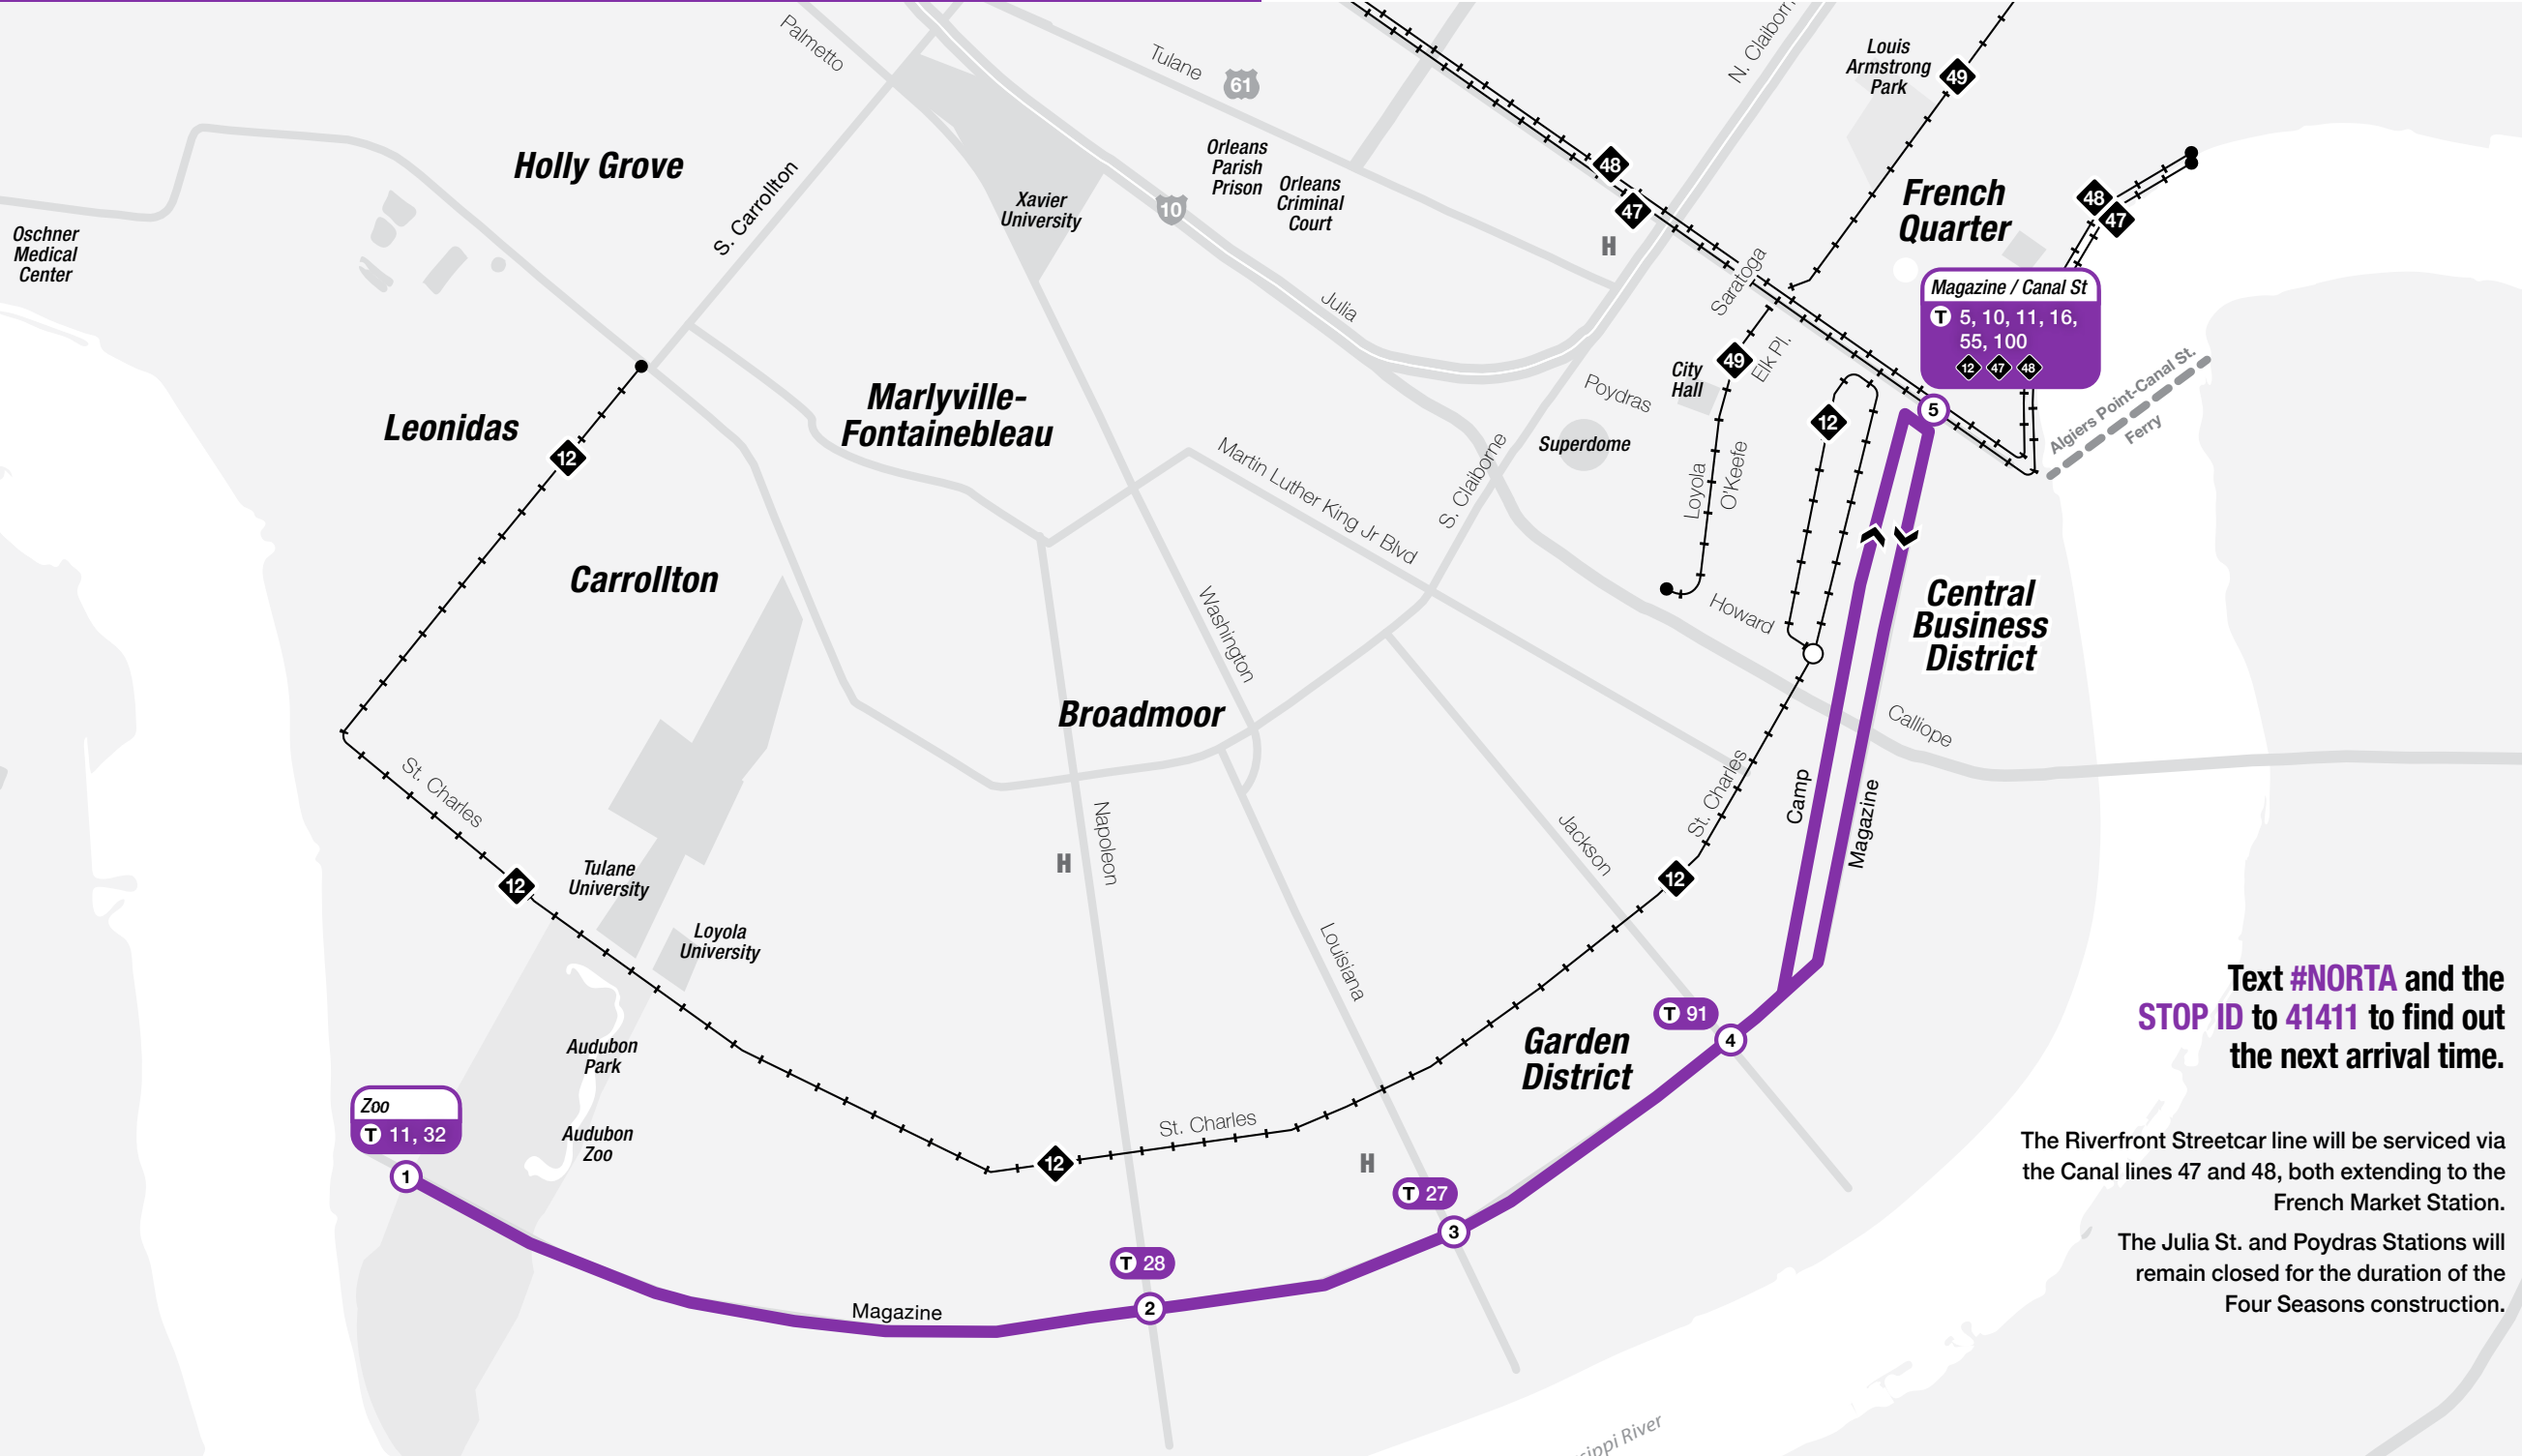 Palmetto
Tulane
61
N. Claiborn
Louis
Armstrong
Park
49
Holly Grove
S. Carrollton
Xavier
University
10
Orleans
Parish
Prison
Orleans
Criminal
Court
H
48
47
French
Quarter
48
47
Oschner
Medical
Center
Julia
Saratoga
Magazine / Canal St
T 5, 10, 11, 16,
55, 100
12 47 48
Algiers Point-Canal St.
Ferry
Leonidas
12
Marlyville-
Fontainebleau
City
Hall
49
Elk Pl.
Poydras
Superdome
12
5
Martin Luther King Jr Blvd
S. Claiborne
Loyola
O'Keefe
Carrollton
Washington
Howard
Central
Business
District
Broadmoor
Calliope
St. Charles
Napoleon
H
Jackson
St. Charles
Camp
Magazine
12
Tulane
University
Loyola
University
12
Louisiana
Audubon
Park
Audubon
Zoo
Garden
District
T 91
4
Zoo
T 11, 32
1
12
St. Charles
H
T 27
3
T 28
2
Magazine
Text #NORTA and the
STOP ID to 41411 to find out
the next arrival time.
The Riverfront Streetcar line will be serviced via
the Canal lines 47 and 48, both extending to the
French Market Station.
The Julia St. and Poydras Stations will
remain closed for the duration of the
Four Seasons construction.
sippi River